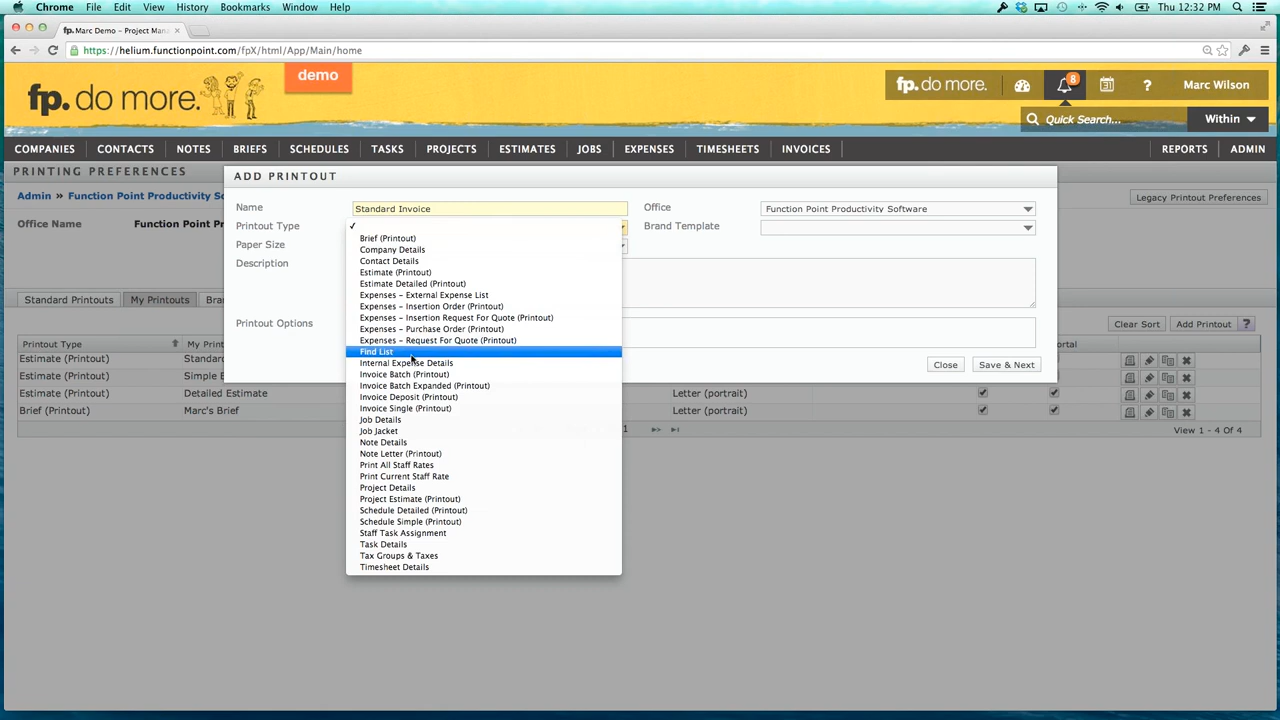 Chrome File Edit View History Bookmarks Window Help Thu 12:32 PM
fp. Marc Demo – Project Man
https://helium.functionpoint.com/fpX/html/App/Main/home
demo
fp. do more.
fp. do more. 8 31 ? Marc Wilson
Quick Search... Within
COMPANIES CONTACTS NOTES BRIEFS SCHEDULES TASKS PROJECTS ESTIMATES JOBS EXPENSES TIMESHEETS INVOICES REPORTS ADMIN
PRINTING PREFERENCES
ADD PRINTOUT
Admin » Function Point Productivity So
Legacy Printout Preferences
Office Name Function Point Pr
Name Standard Invoice Office Function Point Productivity Software
Printout Type ✓ Brand Template
Paper Size
Description
Printout Options
Brief (Printout)
Company Details
Contact Details
Estimate (Printout)
Estimate Detailed (Printout)
Expenses – External Expense List
Expenses – Insertion Order (Printout)
Expenses – Insertion Request For Quote (Printout)
Expenses – Purchase Order (Printout)
Expenses – Request For Quote (Printout)
Find List
Internal Expense Details
Invoice Batch (Printout)
Invoice Batch Expanded (Printout)
Invoice Deposit (Printout)
Invoice Single (Printout)
Job Details
Job Jacket
Note Details
Note Letter (Printout)
Print All Staff Rates
Print Current Staff Rate
Project Details
Project Estimate (Printout)
Schedule Detailed (Printout)
Schedule Simple (Printout)
Staff Task Assignment
Task Details
Tax Groups & Taxes
Timesheet Details
Close Save & Next
Standard Printouts My Printouts Bra
Clear Sort Add Printout ?
Printout Type My Print ortal
Estimate (Printout) Standar
Estimate (Printout) Simple E
Estimate (Printout) Detailed Estimate Letter (portrait)
Brief (Printout) Marc's Brief Letter (portrait)
1 View 1 - 4 Of 4